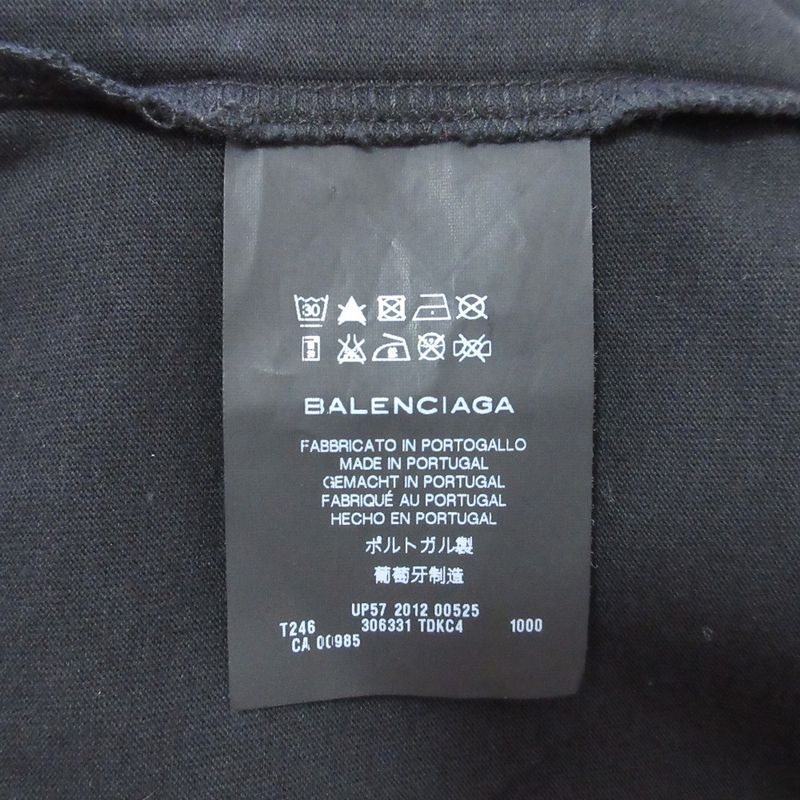 30
BALENCIAGA
FABBRICATO IN PORTOGALLO
MADE IN PORTUGAL
GEMACHT IN PORTUGAL
FABRIQUÉ AU PORTUGAL
HECHO EN PORTUGAL
ポルトガル製
葡萄牙制造
UP57 2012 00525
T246 306331 TDKC4 1000
CA 00985